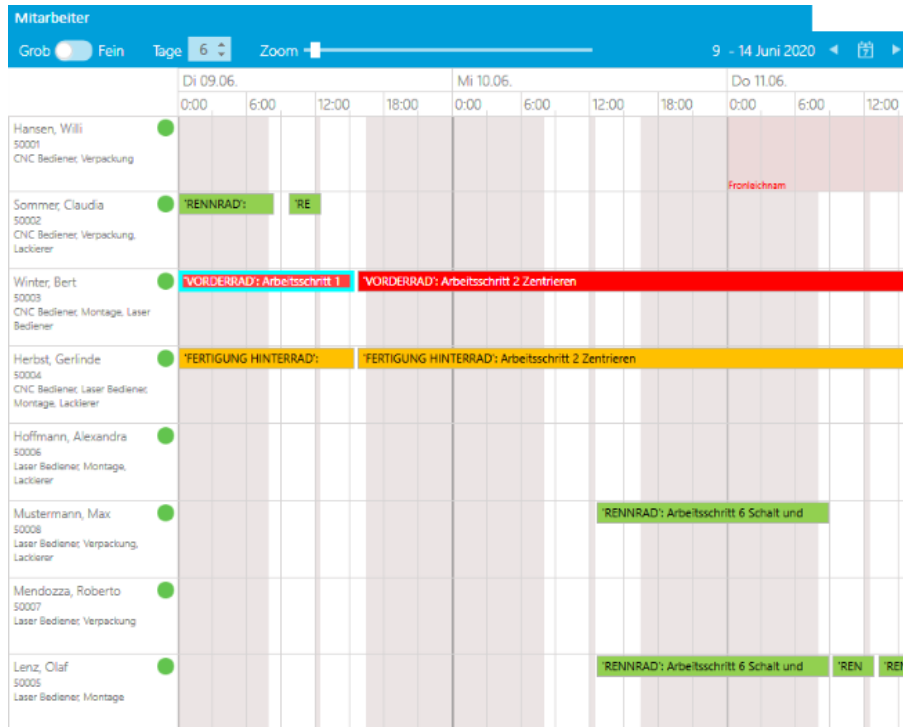 Mitarbeiter
Grob Fein Tage 6 Zoom 9 - 14 Juni 2020 7
Di 09.06. Mi 10.06. Do 11.06.
0:00 6:00 12:00 18:00 0:00 6:00 12:00 18:00 0:00 6:00 12:00
Hansen, Willi
50001
CNC Bediener, Verpackung
Fronleichnam
Sommer, Claudia 'RENNRAD': 'RE
50002
CNC Bediener, Verpackung,
Lackierer
Winter, Bert 'VORDERRAD': Arbeitsschritt 1 'VORDERRAD': Arbeitsschritt 2 Zentrieren
50003
CNC Bediener, Montage, Laser
Bediener
Herbst, Gerlinde 'FERTIGUNG HINTERRAD': 'FERTIGUNG HINTERRAD': Arbeitsschritt 2 Zentrieren
50004
CNC Bediener, Laser Bediener,
Montage, Lackierer
Hoffmann, Alexandra
50006
Laser Bediener, Montage,
Lackierer
Mustermann, Max 'RENNRAD': Arbeitsschritt 6 Schalt und
50008
Laser Bediener, Verpackung,
Lackierer
Mendozza, Roberto
50007
Laser Bediener, Verpackung
Lenz, Olaf 'RENNRAD': Arbeitsschritt 6 Schalt und 'REN 'REN
50005
Laser Bediener, Montage